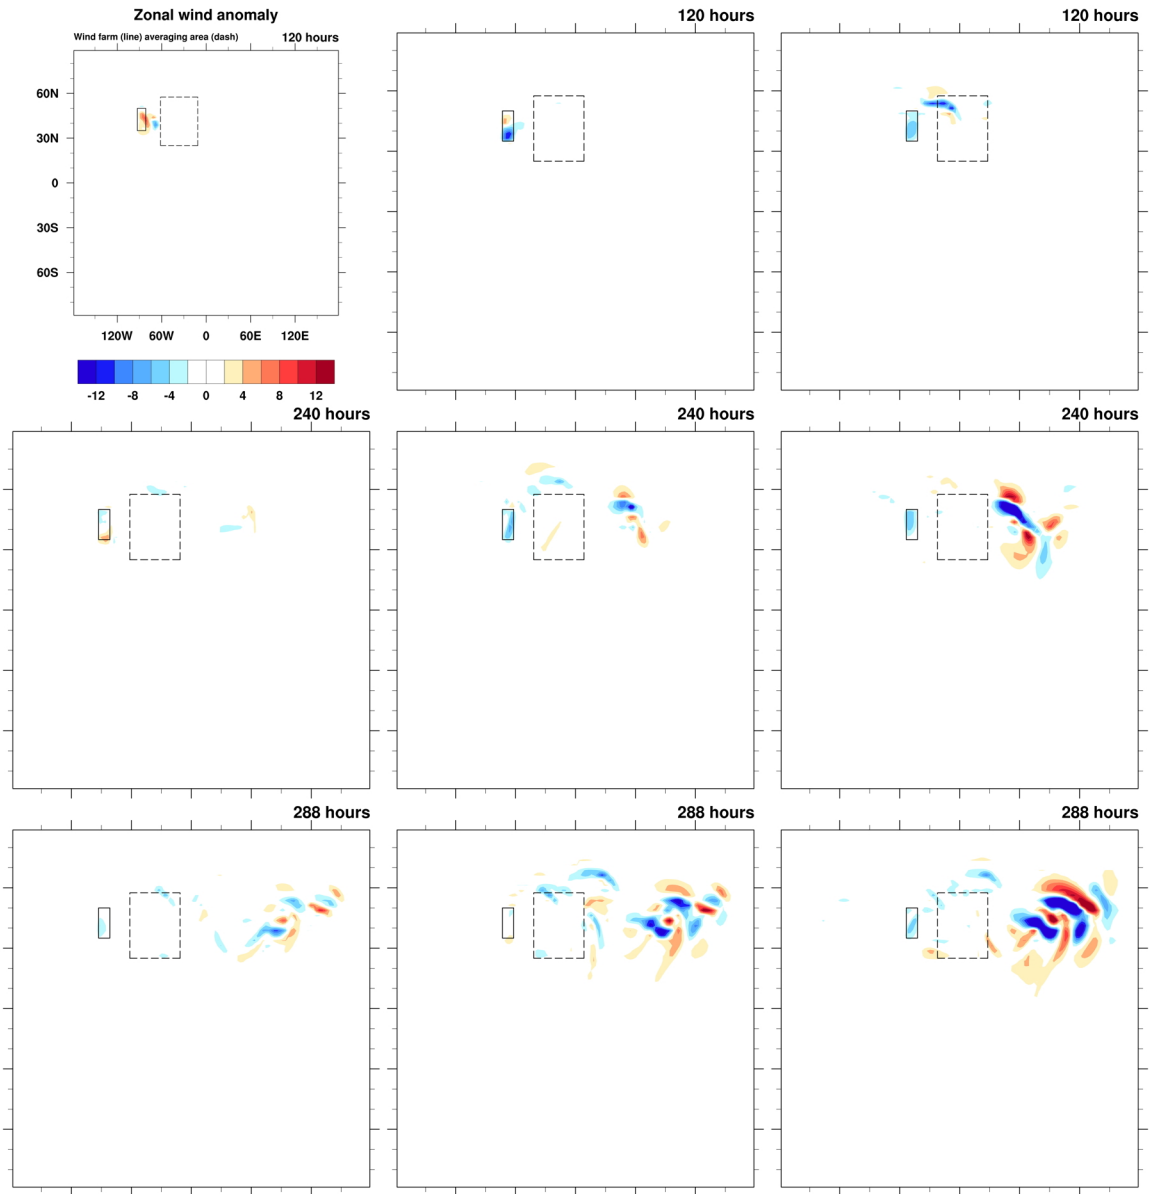 Zonal wind anomaly
120 hours
120 hours
Wind farm (line) averaging area (dash)
120 hours
60N
30N
0
30S
60S
120W 60W 0 60E 120E
-12 -8 -4 0 4 8 12
240 hours
240 hours
240 hours
288 hours
288 hours
288 hours